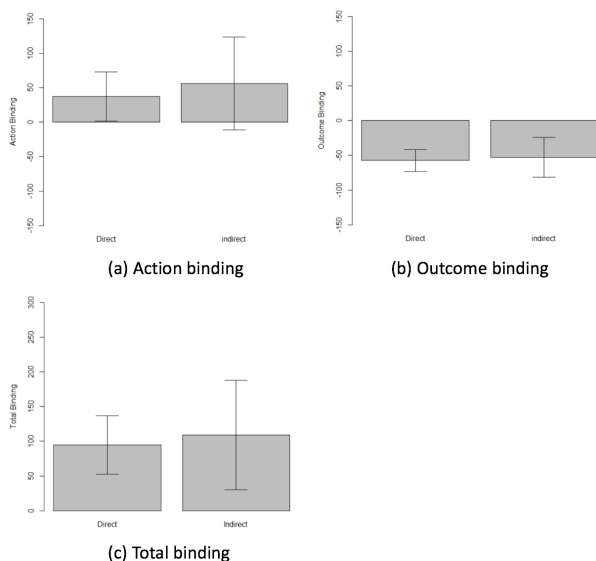 Action Binding
150
100
50
0
-50
-100
-150
Direct
indirect
(a) Action binding
Outcome Binding
150
100
50
0
-50
-100
-150
Direct
indirect
(b) Outcome binding
Total Binding
300
250
200
150
100
50
0
Direct
Indirect
(c) Total binding